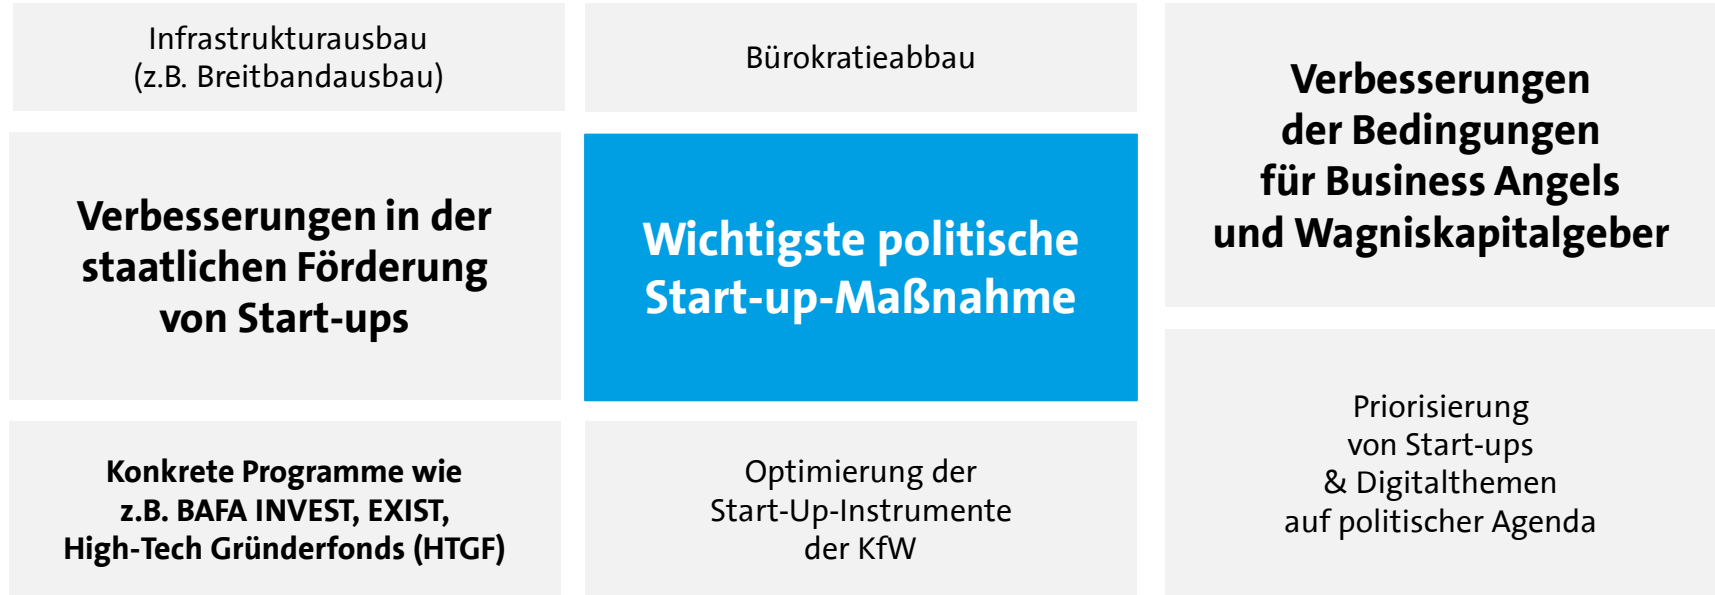 Infrastrukturausbau
(z.B. Breitbandausbau)
Bürokratieabbau
Verbesserungen
der Bedingungen
für Business Angels
und Wagniskapitalgeber
Verbesserungen in der
staatlichen Förderung
von Start-ups
Wichtigste politische
Start-up-Maßnahme
Konkrete Programme wie
z.B. BAFA INVEST, EXIST,
High-Tech Gründerfonds (HTGF)
Optimierung der
Start-Up-Instrumente
der KfW
Priorisierung
von Start-ups
& Digitalthemen
auf politischer Agenda